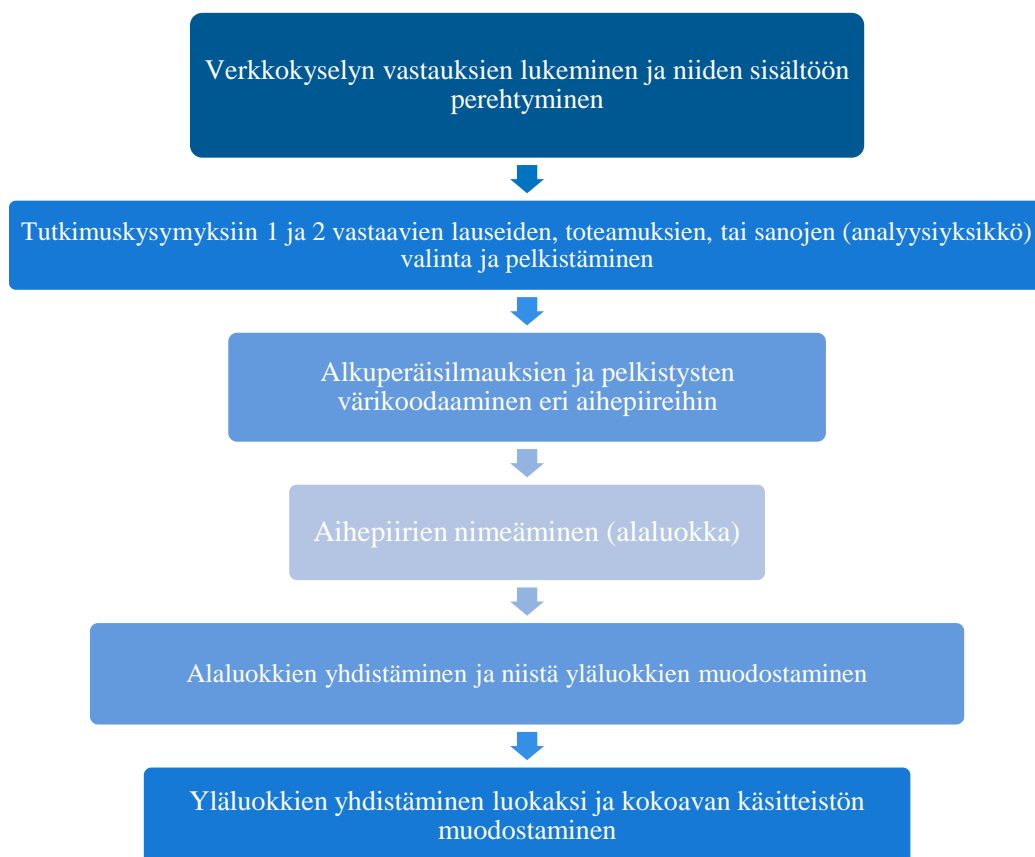 Verkkokyselyn vastauksien lukeminen ja niiden sisältöön
perehtyminen
Tutkimuskysymyksiin 1 ja 2 vastaavien lauseiden, toteamuksien, tai sanojen (analyysiyksikkö)
valinta ja pelkistäminen
Alkuperäisilmauksien ja pelkistysten
värikoodaaminen eri aihepiireihin
Aihepiirien nimeäminen (alaluokka)
Alaluokkien yhdistäminen ja niistä yläluokkien muodostaminen
Yläluokkien yhdistäminen luokaksi ja kokoavan käsitteistön
muodostaminen